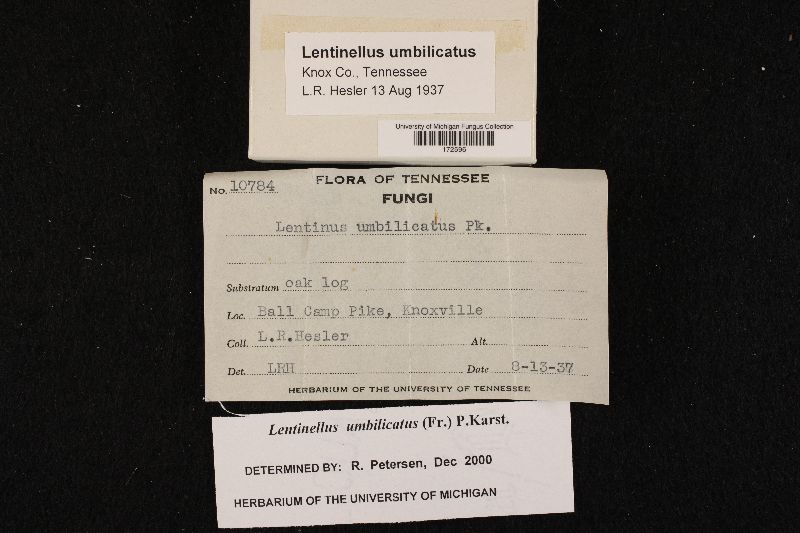 Lentinellus umbilicatus
Knox Co., Tennessee
L.R. Hesler 13 Aug 1937
University of Michigan Fungus Collection
172596
No. 10784
FLORA OF TENNESSEE
FUNGI
Lentinus umbilicatus Pk.
Substratum oak log
Loc. Ball Camp Pike, Knoxville
Coll. L.R.Hesler Alt.
Det. LRH Date 8-13-37
HERBARIUM OF THE UNIVERSITY OF TENNESSEE
Lentinellus umbilicatus (Fr.) P.Karst.
DETERMINED BY: R. Petersen, Dec 2000
HERBARIUM OF THE UNIVERSITY OF MICHIGAN